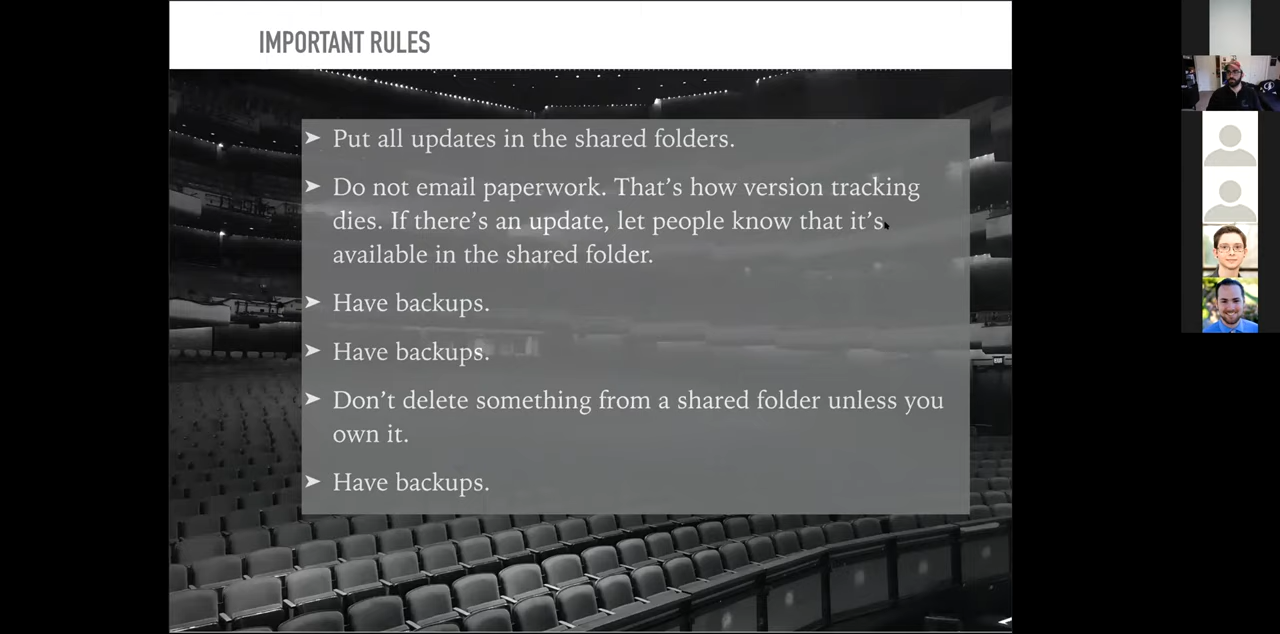 IMPORTANT RULES
➤ Put all updates in the shared folders.
➤ Do not email paperwork. That’s how version tracking
dies. If there’s an update, let people know that it’s
available in the shared folder.
➤ Have backups.
➤ Have backups.
➤ Don’t delete something from a shared folder unless you
own it.
➤ Have backups.